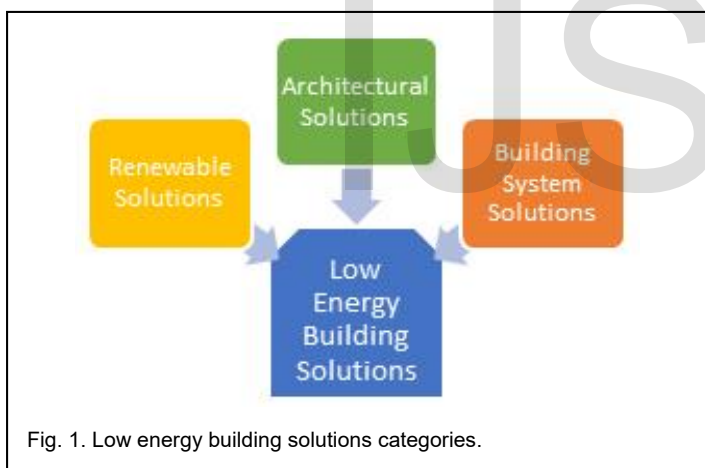 Architectural
Solutions
Renewable
Solutions
Building
System
Solutions
Low
Energy
Building
Solutions
Fig. 1. Low energy building solutions categories.